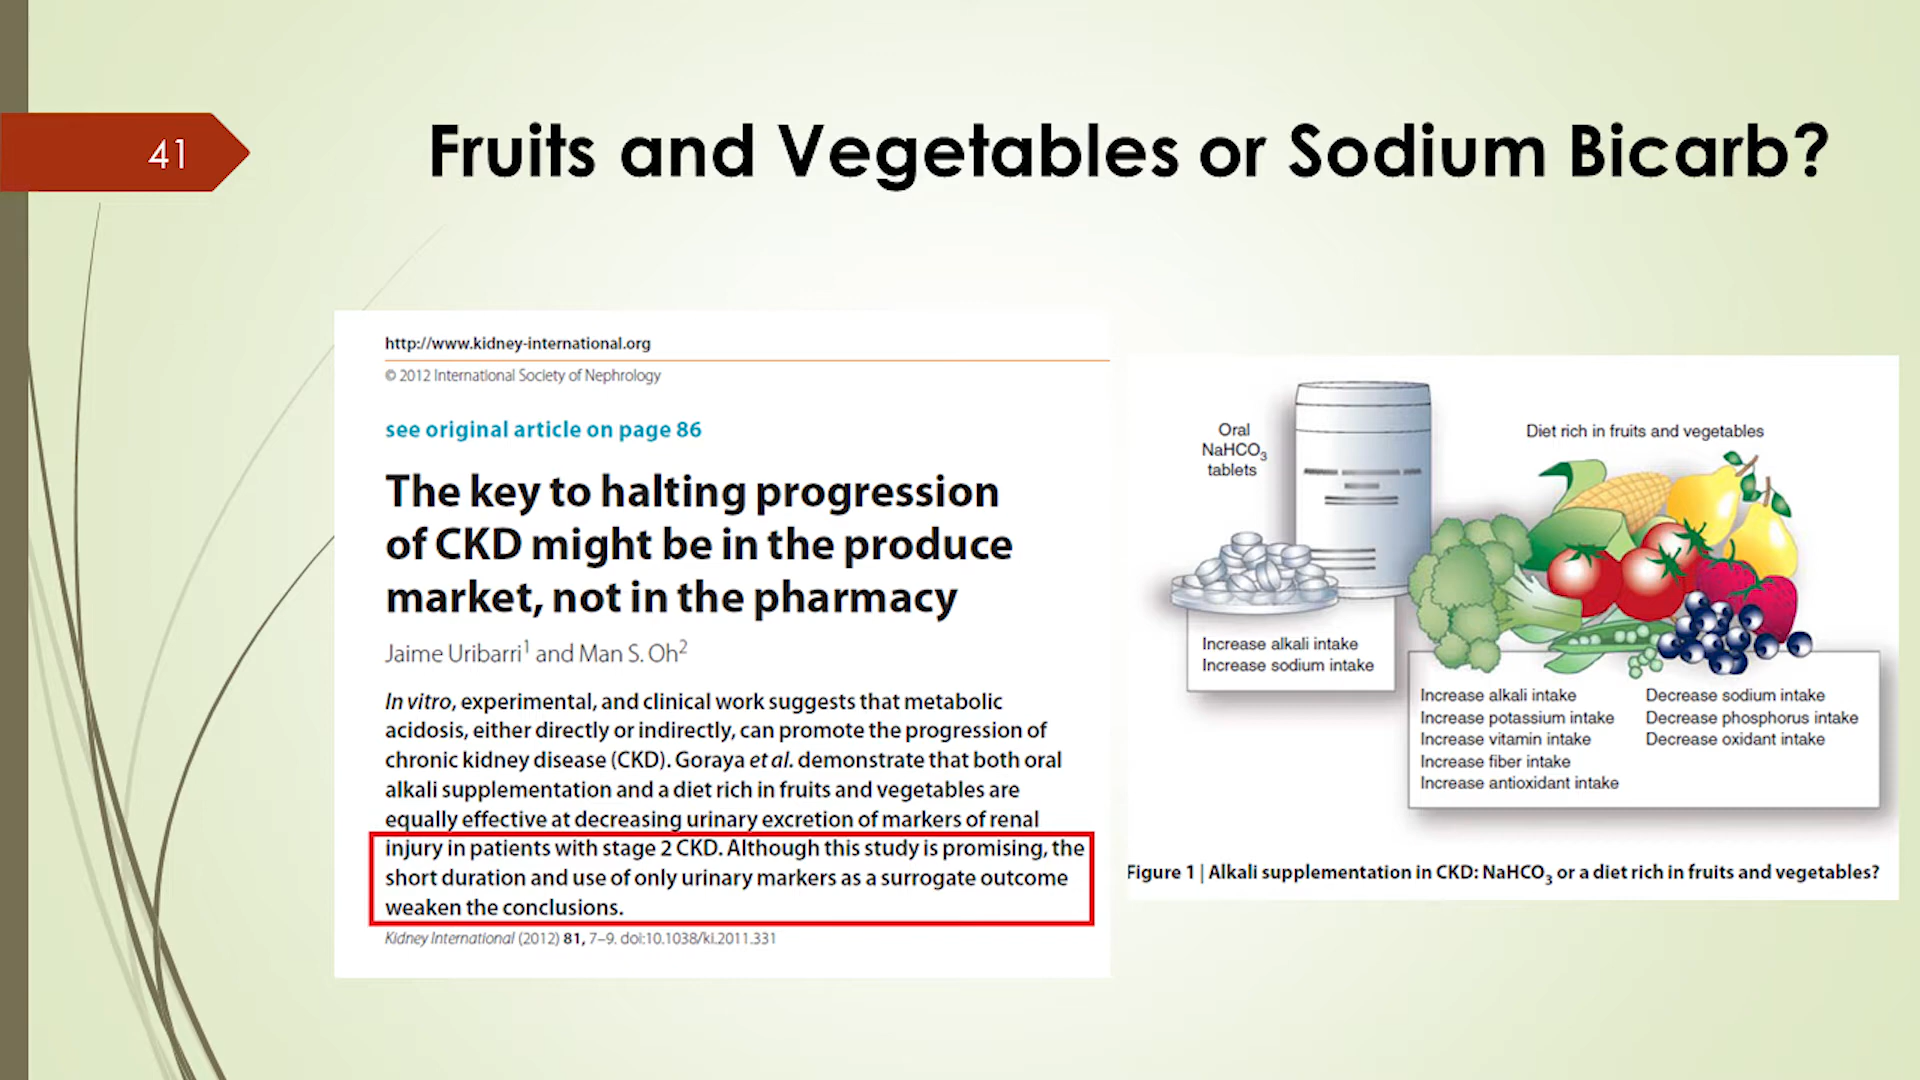 41
Fruits and Vegetables or Sodium Bicarb?
http://www.kidney-international.org
© 2012 International Society of Nephrology
see original article on page 86
The key to halting progression
of CKD might be in the produce
market, not in the pharmacy
Jaime Uribarri¹ and Man S. Oh²
In vitro, experimental, and clinical work suggests that metabolic
acidosis, either directly or indirectly, can promote the progression of
chronic kidney disease (CKD). Goraya et al. demonstrate that both oral
alkali supplementation and a diet rich in fruits and vegetables are
equally effective at decreasing urinary excretion of markers of renal
injury in patients with stage 2 CKD. Although this study is promising, the
short duration and use of only urinary markers as a surrogate outcome
weaken the conclusions.
Kidney International (2012) 81, 7–9. doi:10.1038/ki.2011.331
Oral
NaHCO₃
tablets
Diet rich in fruits and vegetables
Increase alkali intake
Increase sodium intake
Increase alkali intake
Increase potassium intake
Increase vitamin intake
Increase fiber intake
Increase antioxidant intake
Decrease sodium intake
Decrease phosphorus intake
Decrease oxidant intake
Figure 1 | Alkali supplementation in CKD: NaHCO₃ or a diet rich in fruits and vegetables?